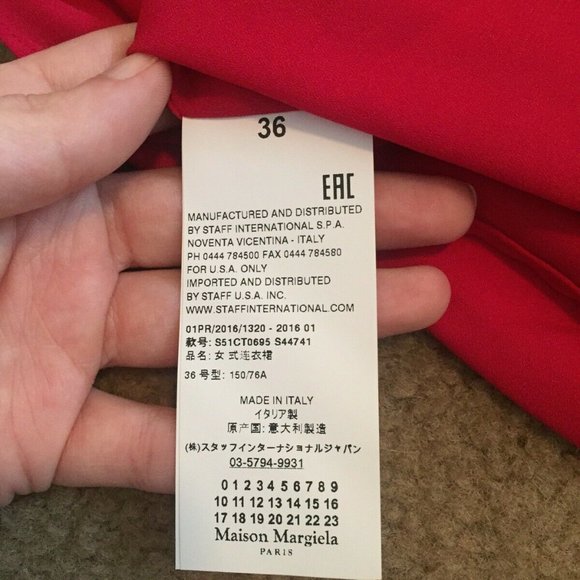 36
EAC
MANUFACTURED AND DISTRIBUTED
BY STAFF INTERNATIONAL S.P.A.
NOVENTA VICENTINA - ITALY
PH 0444 784500 FAX 0444 784580
FOR U.S.A. ONLY
IMPORTED AND DISTRIBUTED
BY STAFF U.S.A. INC.
WWW.STAFFINTERNATIONAL.COM
01PR/2016/1320 - 2016 01
款号: S51CT0695 S44741
品名: 女 式连衣裙
36 号型: 150/76A
MADE IN ITALY
イタリア製
原产国: 意大利製造
(株)スタッフインターナショナルジャパン
03-5794-9931
0 1 2 3 4 5 6 7 8 9
10 11 12 13 14 15 16
17 18 19 20 21 22 23
Maison Margiela
PARIS